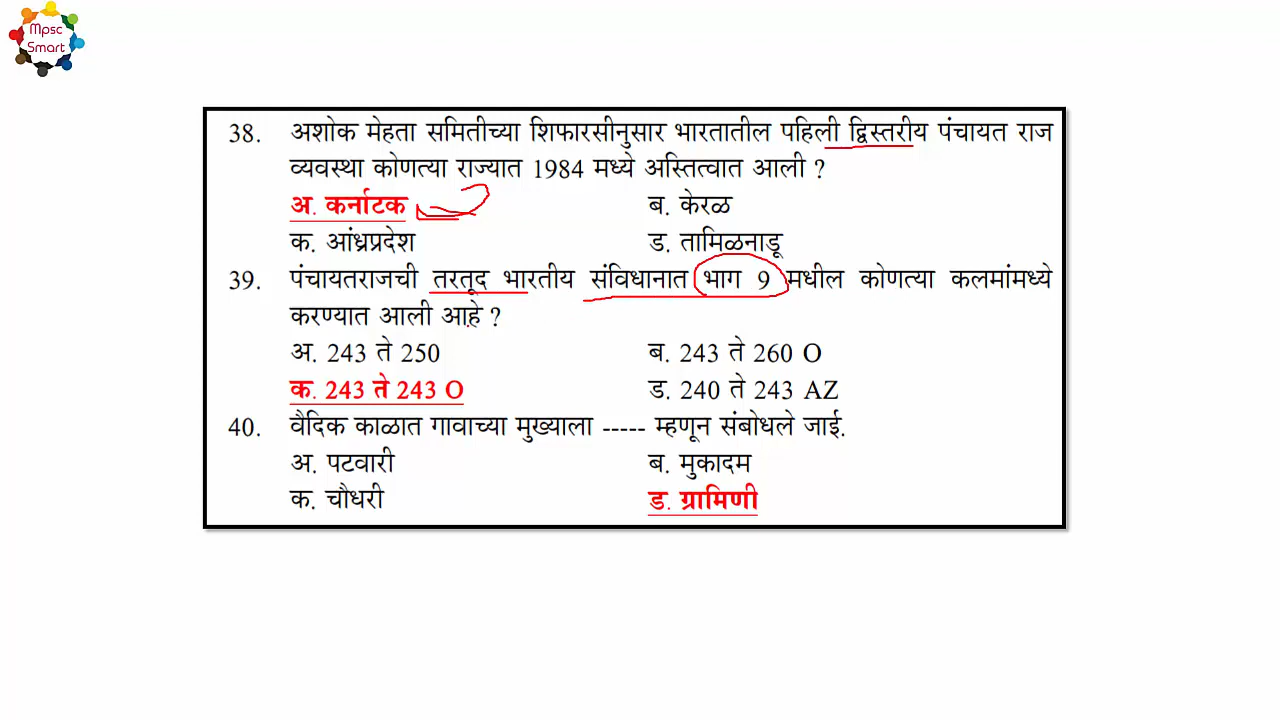 Mpsc
Smart
38. अशोक मेहता समितीच्या शिफारसीनुसार भारतातील पहिली द्विस्तरीय पंचायत राज
व्यवस्था कोणत्या राज्यात 1984 मध्ये अस्तित्वात आली ?
अ. कर्नाटक ब. केरळ
क. आंध्रप्रदेश ड. तामिळनाडू
39. पंचायतराजची तरतूद भारतीय संविधानात भाग 9 मधील कोणत्या कलमांमध्ये
करण्यात आली आहे ?
अ. 243 ते 250 ब. 243 ते 260 O
क. 243 ते 243 O ड. 240 ते 243 AZ
40. वैदिक काळात गावाच्या मुख्याला ----- म्हणून संबोधले जाई.
अ. पटवारी ब. मुकादम
क. चौधरी ड. ग्रामिणी